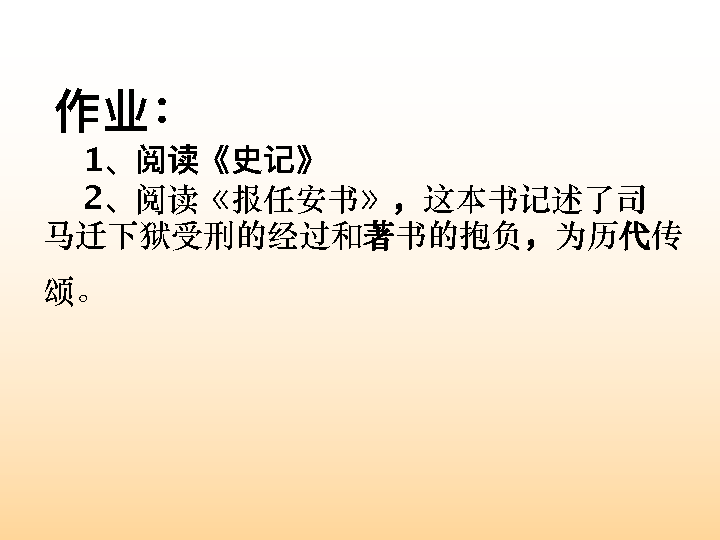 作业：
1、阅读《史记》
2、阅读《报任安书》，这本书记述了司
马迁下狱受刑的经过和著书的抱负，为历代传
颂。